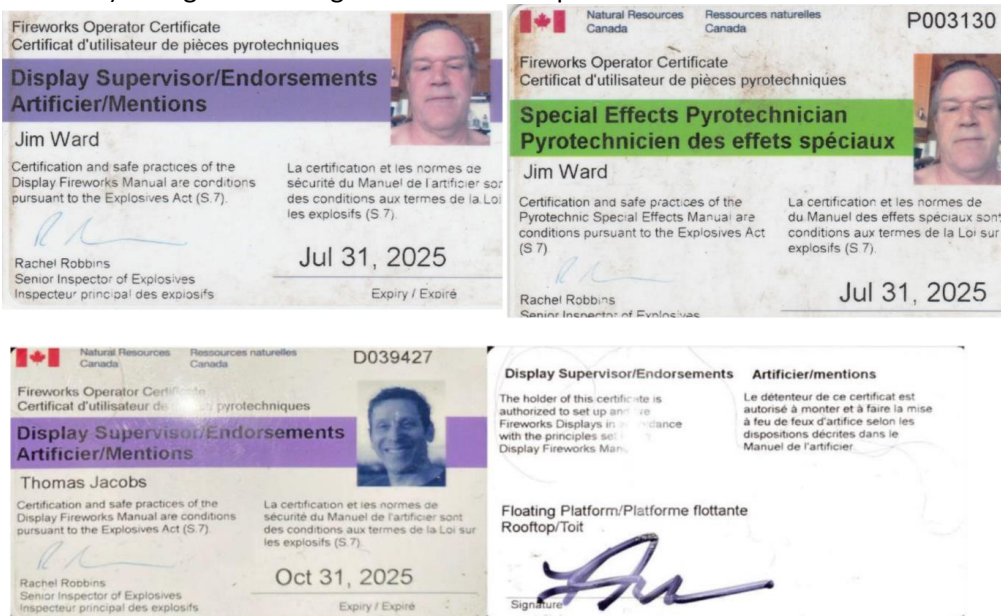 Fireworks Operator Certificate
Certificat d'utilisateur de pièces pyrotechniques
Display Supervisor/Endorsements
Artificier/Mentions
Jim Ward
Certification and safe practices of the
Display Fireworks Manual are conditions
pursuant to the Explosives Act (S.7).
La certification et les normes de
sécurité du Manuel de l'artificier sont
des conditions aux termes de la Loi
les explosifs (S.7).
Rachel Robbins
Senior Inspector of Explosives
Inspecteur principal des explosifs
Jul 31, 2025
Expiry / Expiré
Natural Resources
Canada
Ressources naturelles
Canada
P003130
Fireworks Operator Certificate
Certificat d'utilisateur de pièces pyrotechniques
Special Effects Pyrotechnician
Pyrotechnicien des effets spéciaux
Jim Ward
Certification and safe practices of the
Pyrotechnic Special Effects Manual are
conditions pursuant to the Explosives Act
(S 7).
La certification et les normes de
du Manuel des effets spéciaux sont
conditions aux termes de la Loi sur
explosifs (S 7).
Rachel Robbins
Senior Inspector of Explosives
Jul 31, 2025
Natural Resources
Canada
Ressources naturelles
Canada
D039427
Fireworks Operator Certificate
Certificat d'utilisateur de pyrotechniques
Display Supervisor/Endorsements
Artificier/Mentions
Thomas Jacobs
Certification and safe practices of the
Display Fireworks Manual are conditions
pursuant to the Explosives Act (S.7).
La certification et les normes de
sécurité du Manuel de l'artificier sont
des conditions aux termes de la Loi sur
les explosifs (S.7).
Rachel Robbins
Senior Inspector of Explosives
Inspecteur principal des explosifs
Oct 31, 2025
Expiry / Expiré
Display Supervisor/Endorsements
Artificier/mentions
The holder of this certificate is
authorized to set up and
Fireworks Displays in
with the principles
Display Fireworks
Le détenteur de ce certificat est
autorisé à monter et à faire la mise
à feu de feux d'artifice selon les
dispositions décrites dans le
Manuel de l'artificier
Floating Platform/Platforme flottante
Rooftop/Toit
Signature